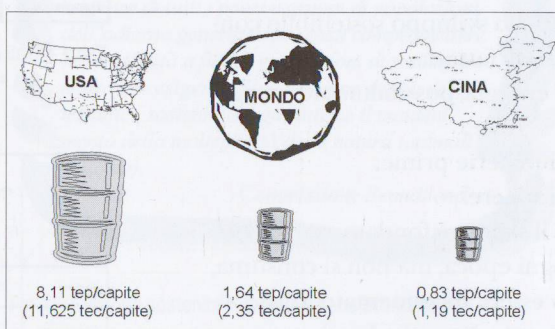 USA
MONDO
CINA
8,11 tep/capite
(11,625 tec/capite)
1,64 tep/capite
(2,35 tec/capite)
0,83 tep/capite
(1,19 tec/capite)